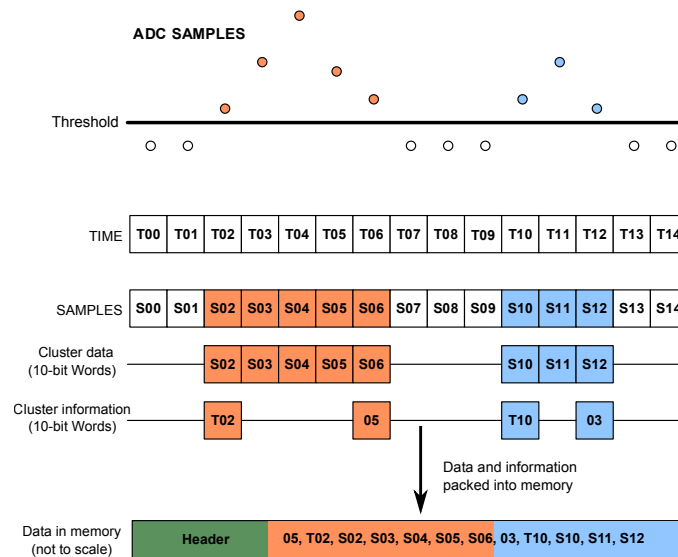 ADC SAMPLES
Threshold
TIME T00 T01 T02 T03 T04 T05 T06 T07 T08 T09 T10 T11 T12 T13 T14
SAMPLES S00 S01 S02 S03 S04 S05 S06 S07 S08 S09 S10 S11 S12 S13 S14
Cluster data
(10-bit Words)
S02 S03 S04 S05 S06 S10 S11 S12
Cluster information
(10-bit Words)
T02 05 T10 03
Data and information
packed into memory
Data in memory
(not to scale)
Header 05, T02, S02, S03, S04, S05, S06, 03, T10, S10, S11, S12